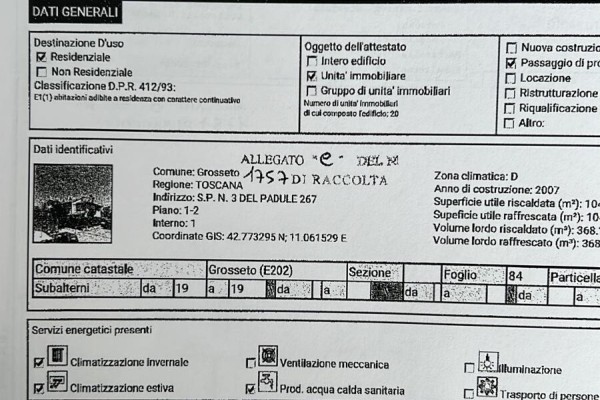 DATI GENERALI
Destinazione D'uso
Residenziale
Non Residenziale
Classificazione D.P.R. 412/93:
E1(1) abitazioni adibite a residenza con carattere continuativo
Oggetto dell'attestato
Intero edificio
Unita' immobiliare
Gruppo di unita' immobiliari
Numero di unita' immobiliari
di cui composto l'edificio: 20
Nuova costruzio
Passaggio di pro
Locazione
Ristrutturazione
Riqualificazione
Altro:
Dati identificativi
ALLEGATO "e" DEL N
1757 DI RACCOLTA
Comune: Grosseto
Regione: TOSCANA
Indirizzo: S.P. N. 3 DEL PADULE 267
Piano: 1-2
Interno: 1
Coordinate GIS: 42.773295 N; 11.061529 E
Zona climatica: D
Anno di costruzione: 2007
Superficie utile riscaldata (m²): 104
Superficie utile raffrescata (m²): 10
Volume lordo riscaldato (m³): 368.
Volume lordo raffrescato (m³): 368
Comune catastale Grosseto (E202) Sezione Foglio 84 Particella
Subalterni da 19 a 19 da a da a da a
Servizi energetici presenti
Climatizzazione invernale
Climatizzazione estiva
Ventilazione meccanica
Prod. acqua calda sanitaria
Illuminazione
Trasporto di persone